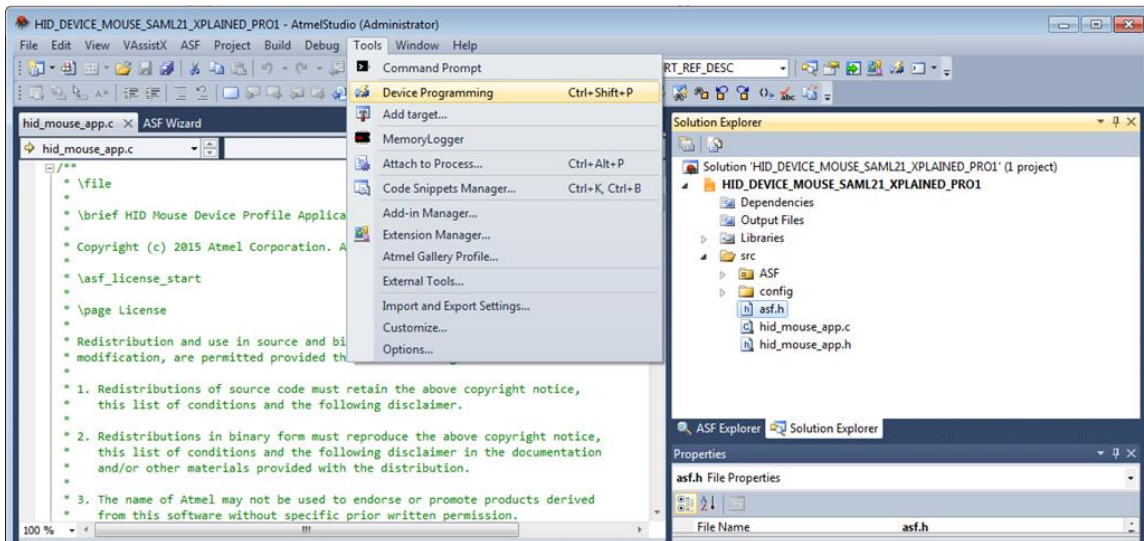 HID_DEVICE_MOUSE_SAML21_XPLAINED_PRO1 - AtmelStudio (Administrator)
File Edit View VAssistX ASF Project Build Debug Tools Window Help
RT_REF_DESC
Command Prompt
Device Programming Ctrl+Shift+P
Add target...
MemoryLogger
Attach to Process... Ctrl+Alt+P
Code Snippets Manager... Ctrl+K, Ctrl+B
Add-in Manager...
Extension Manager...
Atmel Gallery Profile...
External Tools...
Import and Export Settings...
Customize...
Options...
hid_mouse_app.c ASF Wizard
hid_mouse_app.c
/**
* \file
*
* \brief HID Mouse Device Profile Applica
*
* Copyright (c) 2015 Atmel Corporation. A
*
* \asf_license_start
*
* \page License
*
* Redistribution and use in source and bi
* modification, are permitted provided th
*
* 1. Redistributions of source code must retain the above copyright notice,
* this list of conditions and the following disclaimer.
*
* 2. Redistributions in binary form must reproduce the above copyright notice,
* this list of conditions and the following disclaimer in the documentation
* and/or other materials provided with the distribution.
*
* 3. The name of Atmel may not be used to endorse or promote products derived
* from this software without specific prior written permission.
100 %
Solution Explorer
Solution 'HID_DEVICE_MOUSE_SAML21_XPLAINED_PRO1' (1 project)
HID_DEVICE_MOUSE_SAML21_XPLAINED_PRO1
Dependencies
Output Files
Libraries
src
ASF
config
asf.h
hid_mouse_app.c
hid_mouse_app.h
ASF Explorer Solution Explorer
Properties
asf.h File Properties
File Name asf.h